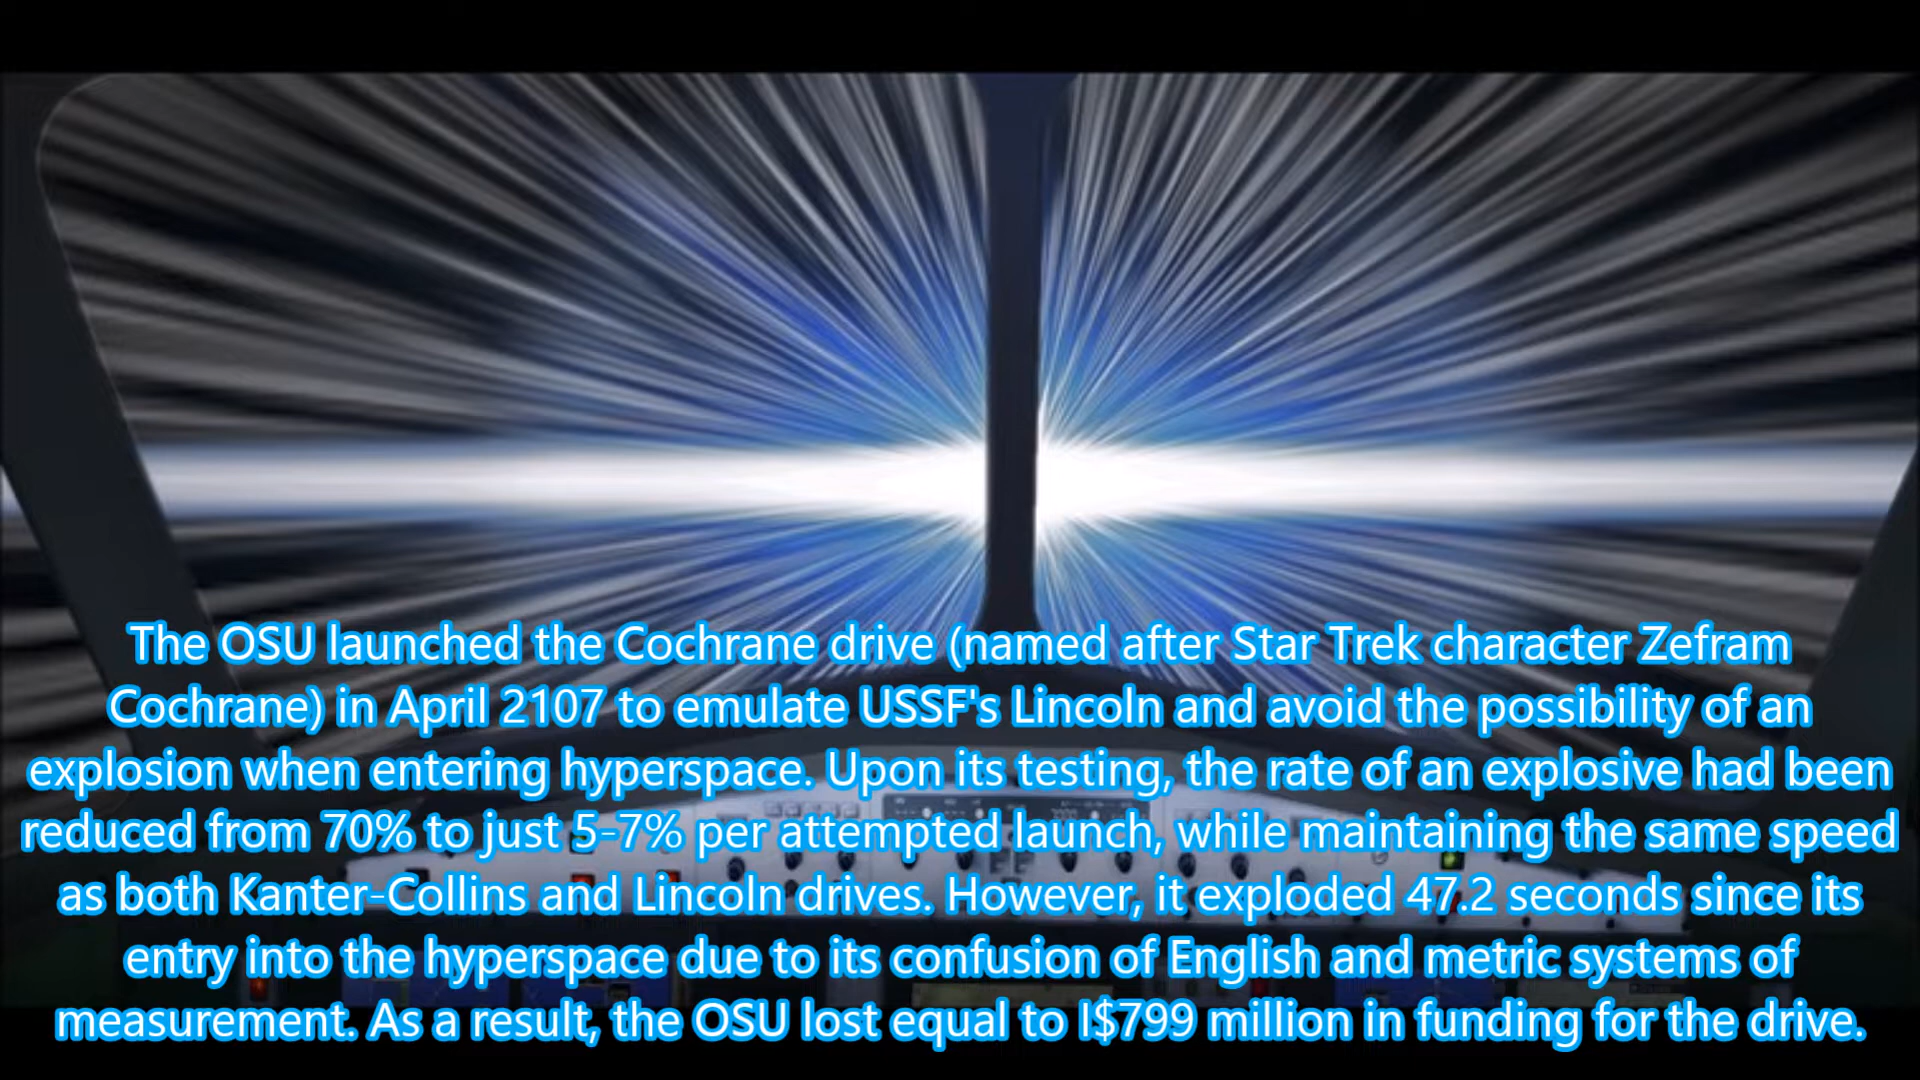 The OSU launched the Cochrane drive (named after Star Trek character Zefram
Cochrane) in April 2107 to emulate USSF's Lincoln and avoid the possibility of an
explosion when entering hyperspace. Upon its testing, the rate of an explosive had been
reduced from 70% to just 5-7% per attempted launch, while maintaining the same speed
as both Kanter-Collins and Lincoln drives. However, it exploded 47.2 seconds since its
entry into the hyperspace due to its confusion of English and metric systems of
measurement. As a result, the OSU lost equal to I$799 million in funding for the drive.